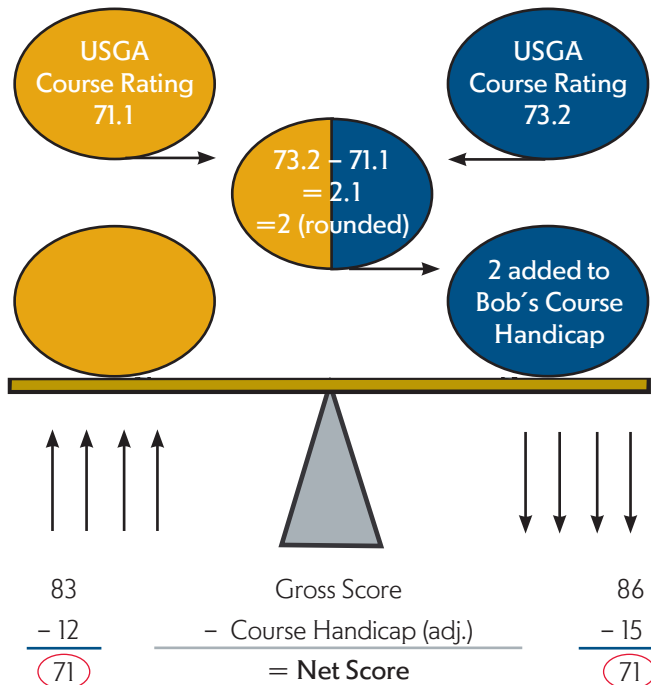 USGA
Course Rating
71.1
USGA
Course Rating
73.2
73.2 – 71.1
= 2.1
=2 (rounded)
2 added to
Bob´s Course
Handicap
83 Gross Score 86
– 12 – Course Handicap (adj.) – 15
71 = Net Score 71